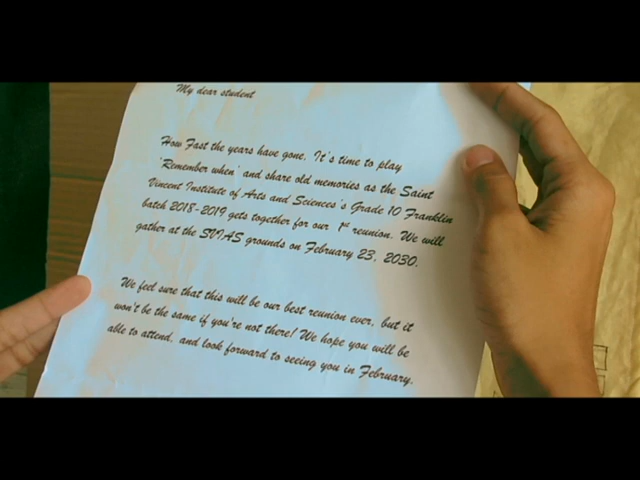 My dear student
How Fast the years have gone. It's time to play
'Remember when' and share old memories as the Saint
Vincent Institute of Arts and Sciences's Grade 10 Franklin
batch 2018-2019 gets together for our 1st reunion. We will
gather at the SVIAS grounds on February 23, 2030.
We feel sure that this will be our best reunion ever, but it
won't be the same if you're not there! We hope you will be
able to attend, and look forward to seeing you in February.